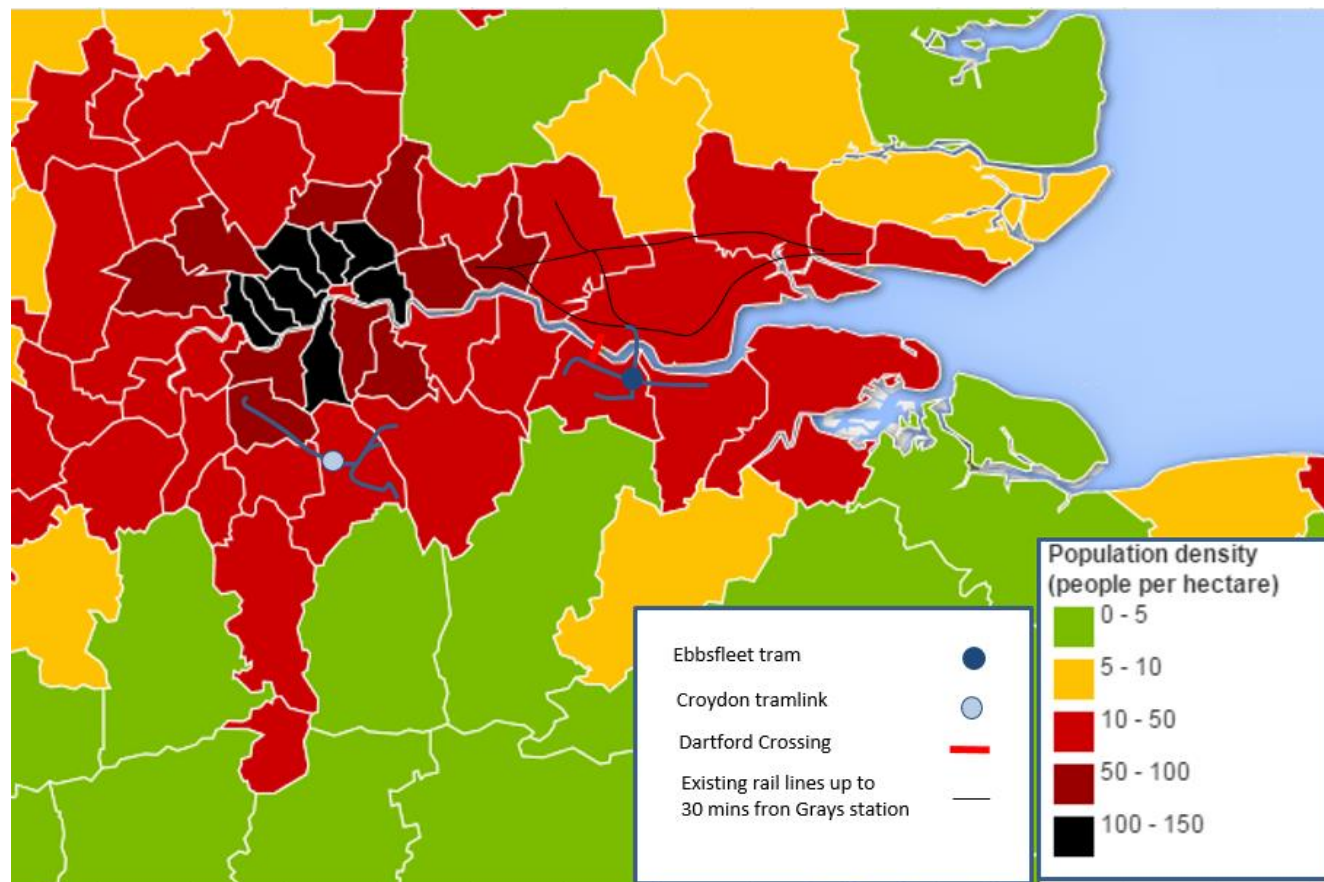 Population density
(people per hectare)
0 - 5
5 - 10
10 - 50
50 - 100
100 - 150
Ebbsfleet tram
Croydon tramlink
Dartford Crossing
Existing rail lines up to
30 mins fron Grays station